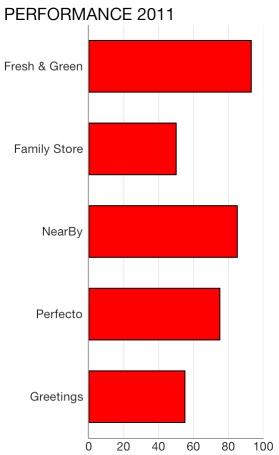 PERFORMANCE 2011
Fresh & Green
Family Store
NearBy
Perfecto
Greetings
0 20 40 60 80 100